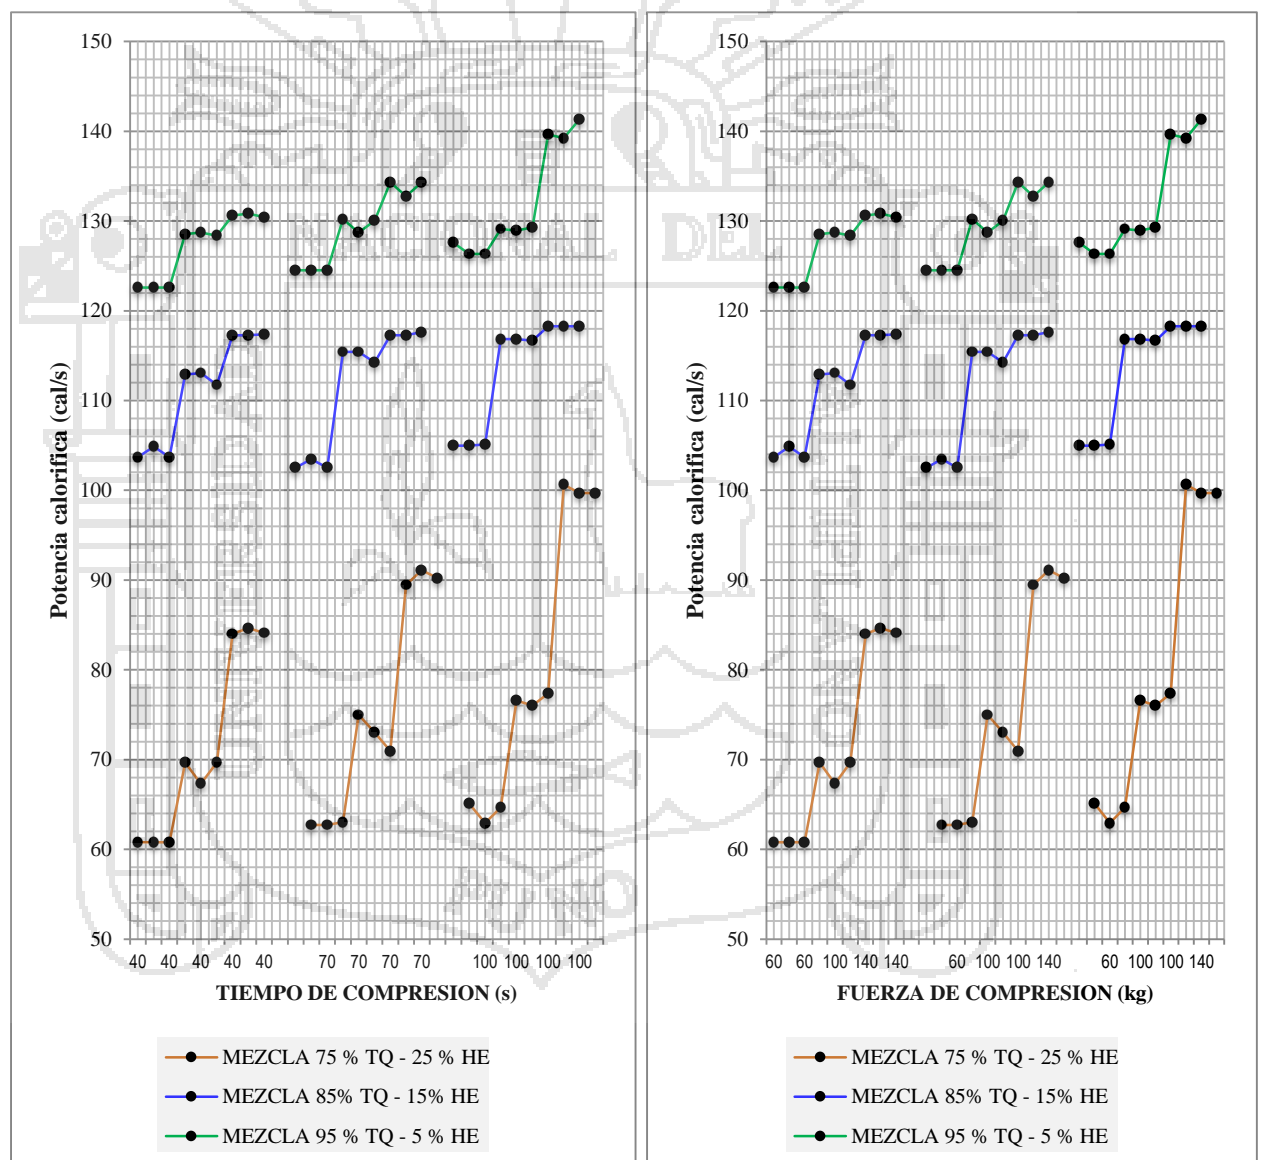 150
140
130
120
110
100
90
80
70
60
50
Potencia calorifica (cal/s)
40 40 40 40 40 70 70 70 70 100 100 100 100
TIEMPO DE COMPRESION (s)
MEZCLA 75 % TQ - 25 % HE
MEZCLA 85% TQ - 15% HE
MEZCLA 95 % TQ - 5 % HE
150
140
130
120
110
100
90
80
70
60
50
Potencia calorifica (cal/s)
60 60 100 140 140 60 100 100 140 60 100 100 140
FUERZA DE COMPRESION (kg)
MEZCLA 75 % TQ - 25 % HE
MEZCLA 85% TQ - 15% HE
MEZCLA 95 % TQ - 5 % HE
NACIONAL DEL
UNIVERSIDAD
PUNO